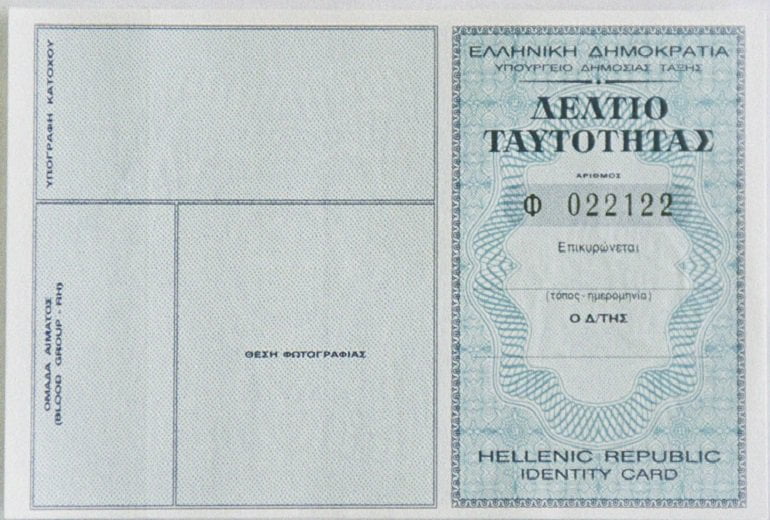 ΥΠΟΓΡΑΦΗ ΚΑΤΟΧΟΥ
ΟΜΑΔΑ ΑΙΜΑΤΟΣ
(BLOOD GROUP - RH)
ΘΕΣΗ ΦΩΤΟΓΡΑΦΙΑΣ
ΕΛΛΗΝΙΚΗ ΔΗΜΟΚΡΑΤΙΑ
ΥΠΟΥΡΓΕΙΟ ΔΗΜΟΣΙΑΣ ΤΑΞΗΣ
ΔΕΛΤΙΟ
ΤΑΥΤΟΤΗΤΑΣ
ΑΡΙΘΜΟΣ
Φ 022122
Επικυρώνεται
(τόπος - ημερομηνία)
Ο Δ/ΤΗΣ
HELLENIC REPUBLIC
IDENTITY CARD